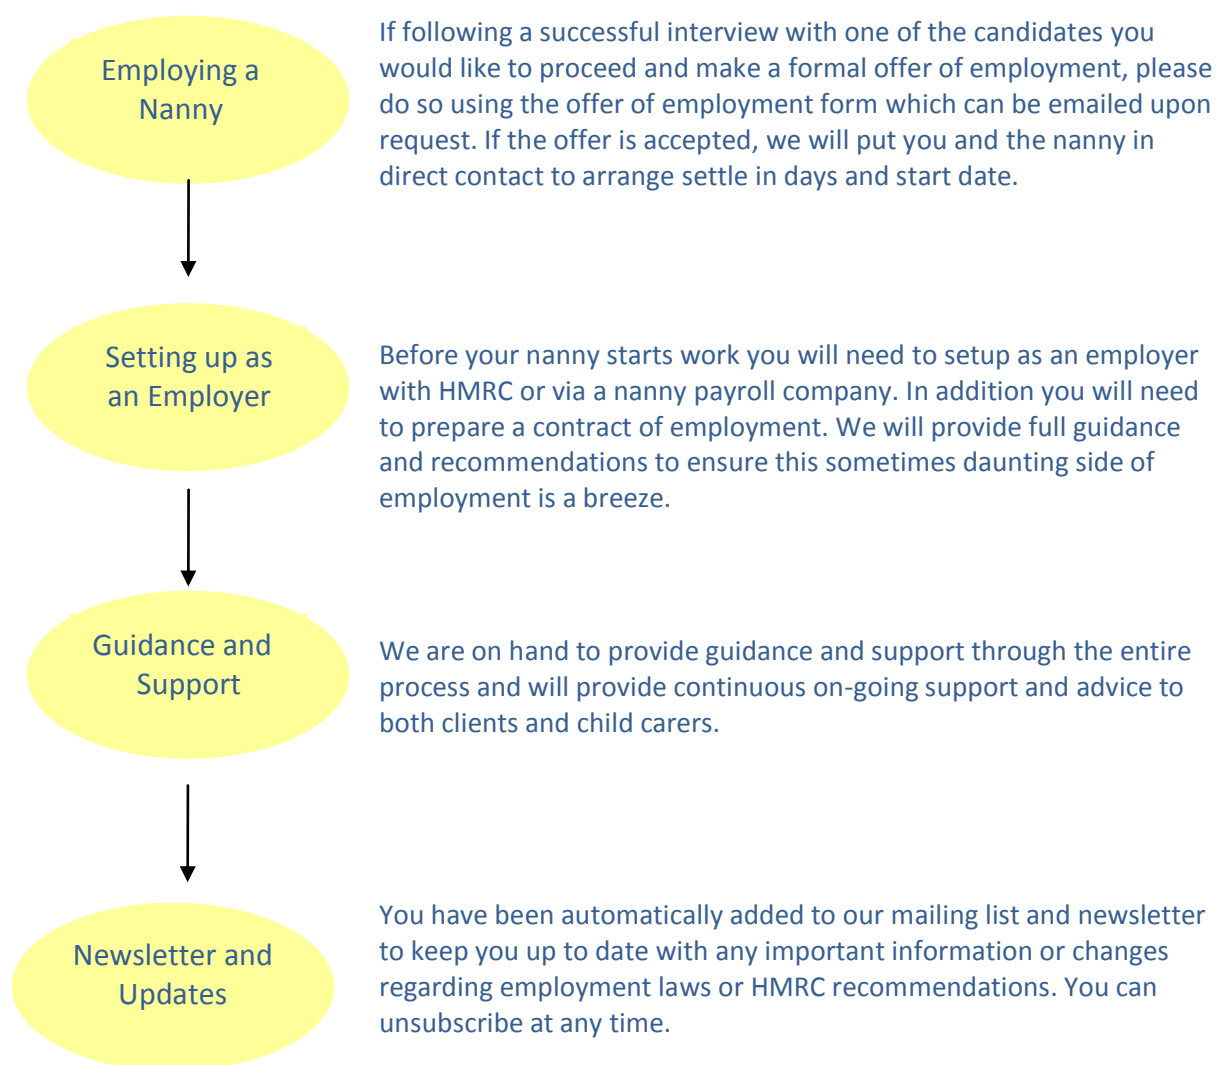 Employing a
Nanny
If following a successful interview with one of the candidates you
would like to proceed and make a formal offer of employment, please
do so using the offer of employment form which can be emailed upon
request. If the offer is accepted, we will put you and the nanny in
direct contact to arrange settle in days and start date.
Setting up as
an Employer
Before your nanny starts work you will need to setup as an employer
with HMRC or via a nanny payroll company. In addition you will need
to prepare a contract of employment. We will provide full guidance
and recommendations to ensure this sometimes daunting side of
employment is a breeze.
Guidance and
Support
We are on hand to provide guidance and support through the entire
process and will provide continuous on-going support and advice to
both clients and child carers.
Newsletter and
Updates
You have been automatically added to our mailing list and newsletter
to keep you up to date with any important information or changes
regarding employment laws or HMRC recommendations. You can
unsubscribe at any time.